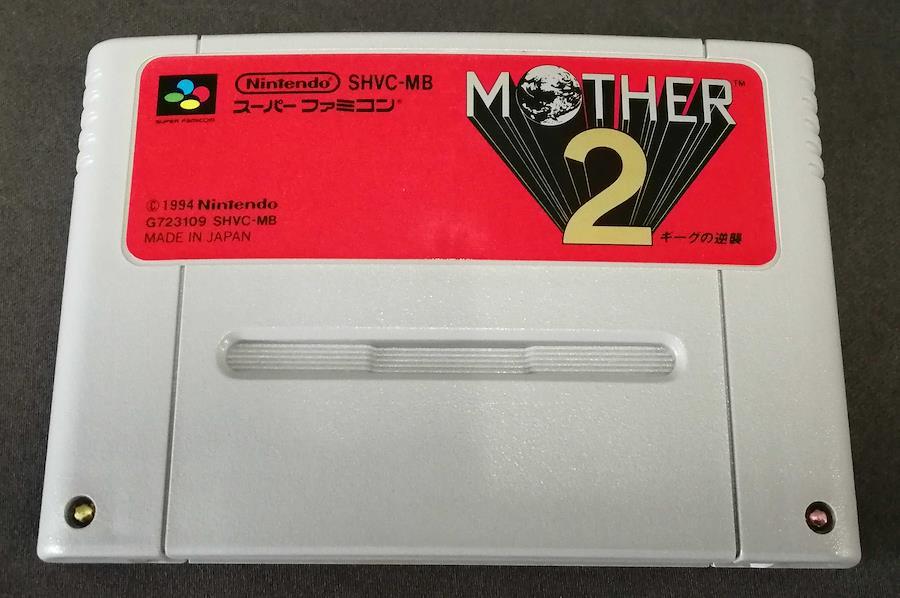 SUPER FAMICOM
Nintendo® SHVC-MB
スーパーファミコン®
MOTHER™
2
ギーグの逆襲
©1994 Nintendo
G723109 SHVC-MB
MADE IN JAPAN